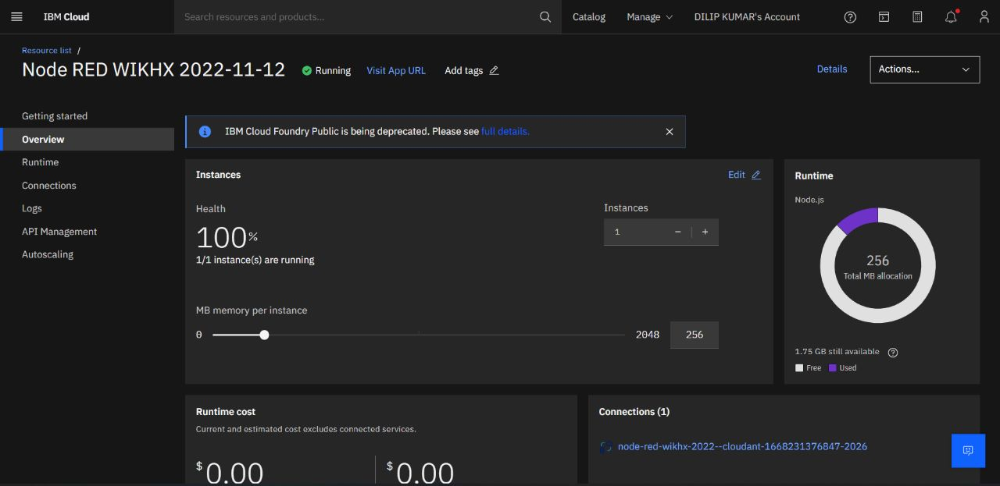 IBM Cloud
Search resources and products...
Catalog
Manage
DILIP KUMAR's Account
Resource list /
Node RED WIKHX 2022-11-12
Running
Visit App URL
Add tags
Details
Actions...
Getting started
Overview
Runtime
Connections
Logs
API Management
Autoscaling
IBM Cloud Foundry Public is being deprecated. Please see full details.
Instances
Edit
Health
100%
1/1 instance(s) are running
Instances
1
MB memory per instance
0
2048
256
Runtime
Node.js
256
Total MB allocation
1.75 GB still available
Free
Used
Runtime cost
Current and estimated cost excludes connected services.
$0.00
$0.00
Connections (1)
node-red-wikhx-2022--cloudant-1668231376847-2026